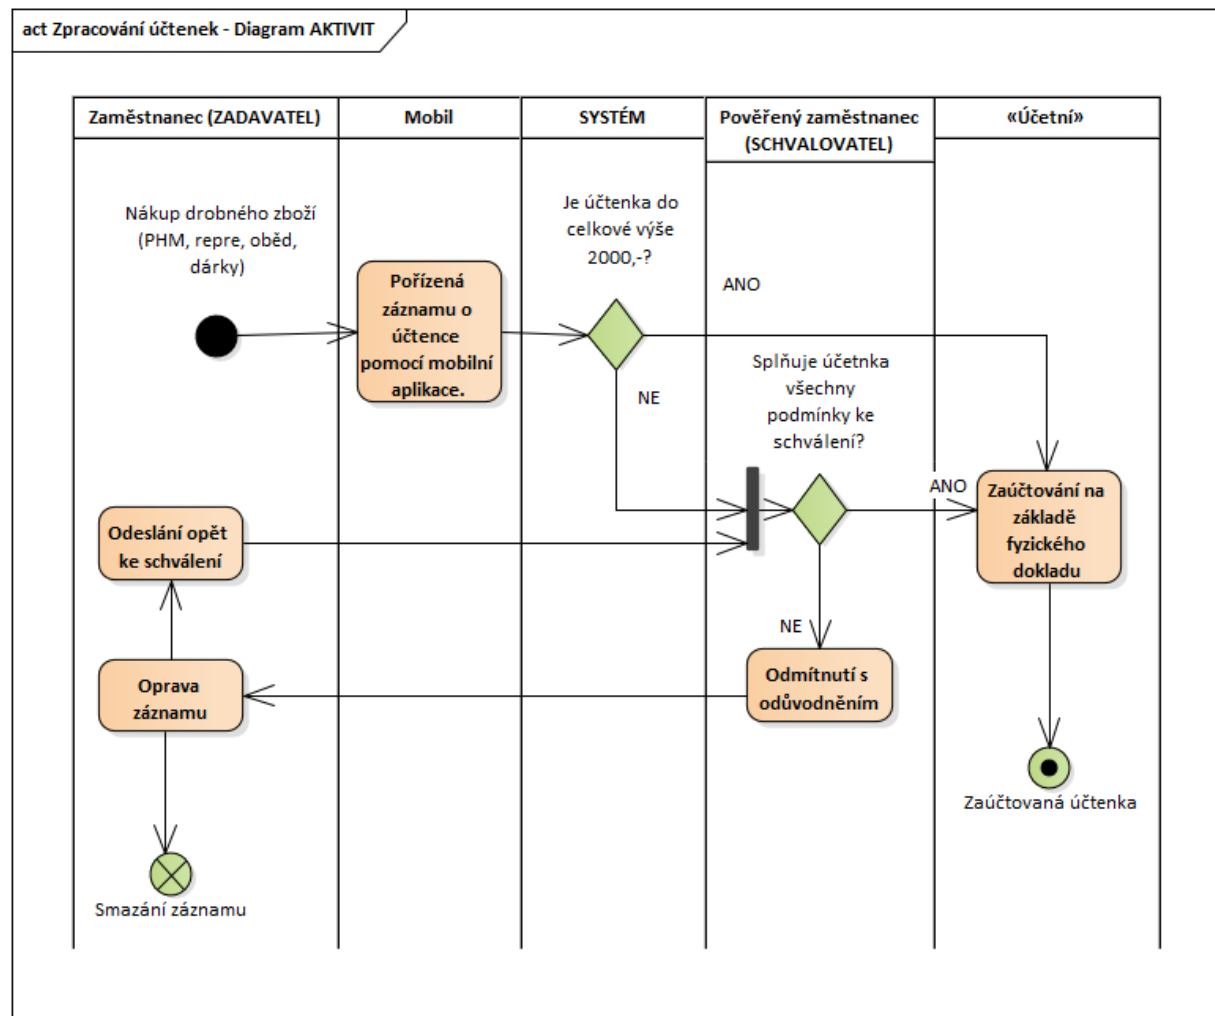 act Zpracování účtenek - Diagram AKTIVIT
Zaměstnanec (ZADAVATEL)
Mobil
SYSTÉM
Pověřený zaměstnanec
(SCHVALOVATEL)
«Účetní»
Nákup drobného zboží
(PHM, repre, oběd,
dárky)
Pořízená
záznamu o
účtence
pomocí mobilní
aplikace.
Je účtenka do
celkové výše
2000,-?
ANO
NE
Splňuje účetnka
všechny
podmínky ke
schválení?
ANO
Zaúčtování na
základě
fyzického
dokladu
Odeslání opět
ke schválení
NE
Oprava
záznamu
Odmítnutí s
odůvodněním
Zaúčtovaná účtenka
Smazání záznamu